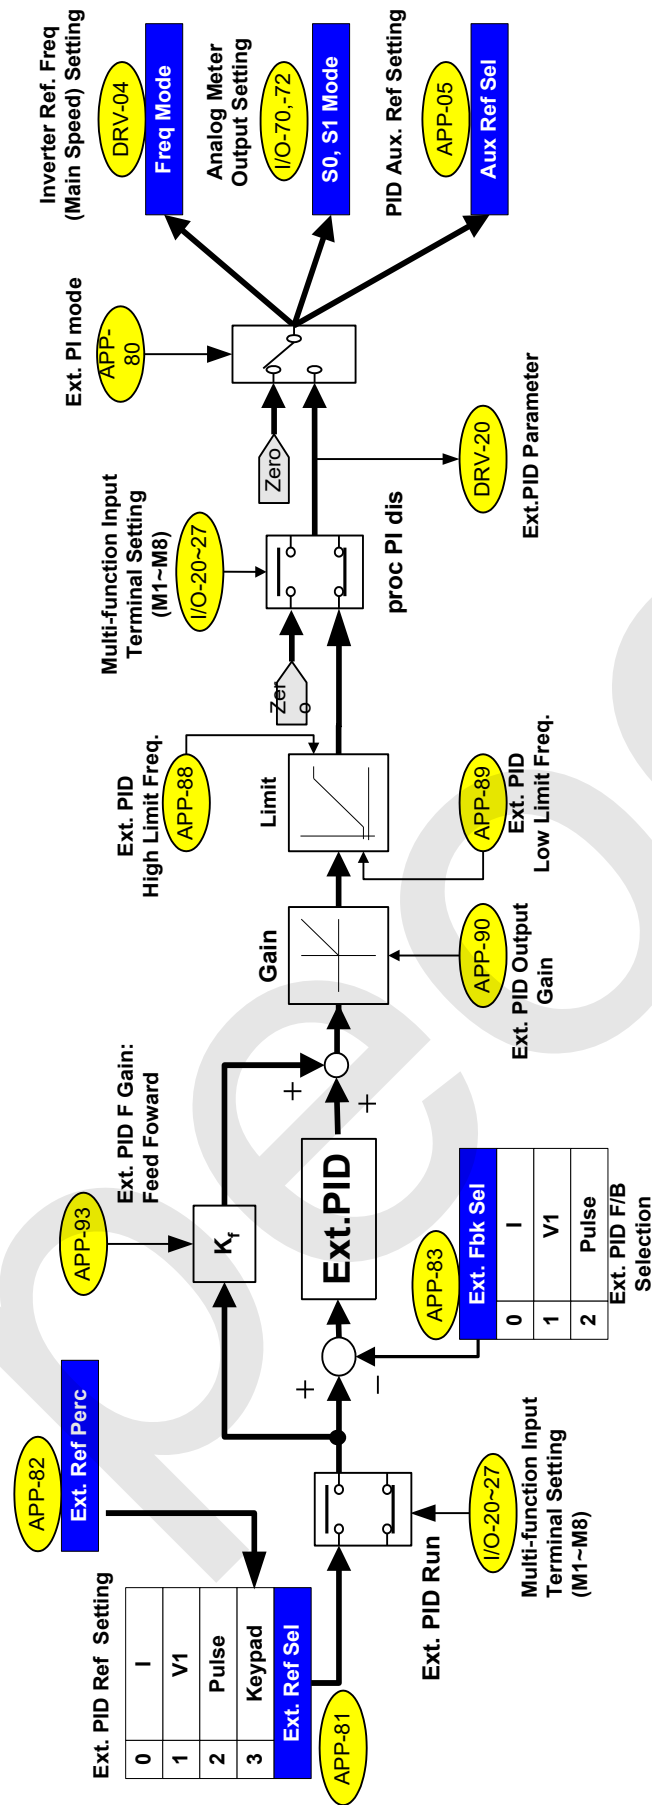 Ext. PID Ref  Setting
0 I
1 V1
2 Pulse
3 Keypad
Ext. Ref Sel
APP-81
APP-82
Ext. Ref Perc
Ext. PID Run
I/O-20~27
Multi-function Input
Terminal Setting
(M1~M8)
APP-93
Ext. PID F Gain:
Feed Foward
Kf
+
−
Ext.PID
+
+
APP-83
Ext. Fbk Sel
0 I
1 V1
2 Pulse
Ext. PID F/B
Selection
Gain
APP-90
Ext. PID Output
Gain
Ext. PID
High Limit Freq.
APP-88
Limit
APP-89
Ext. PID
Low Limit Freq.
Multi-function Input
Terminal Setting
(M1~M8)
I/O-20~27
Zer
o
proc PI dis
Zero
DRV-20
Ext.PID Parameter
Ext. PI mode
APP-
80
Inverter Ref. Freq
(Main Speed) Setting
DRV-04
Freq Mode
Analog Meter
Output Setting
I/O-70,-72
S0, S1 Mode
PID Aux. Ref Setting
APP-05
Aux Ref Sel